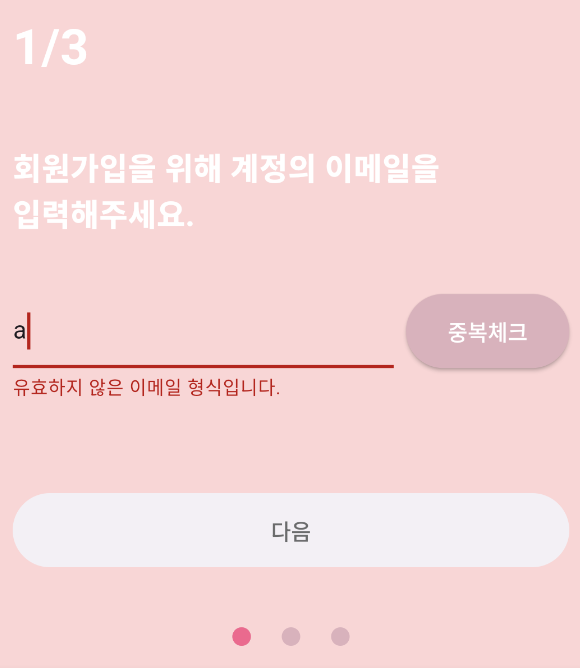 1/3
회원가입을 위해 계정의 이메일을
입력해주세요.
a
중복체크
유효하지 않은 이메일 형식입니다.
다음